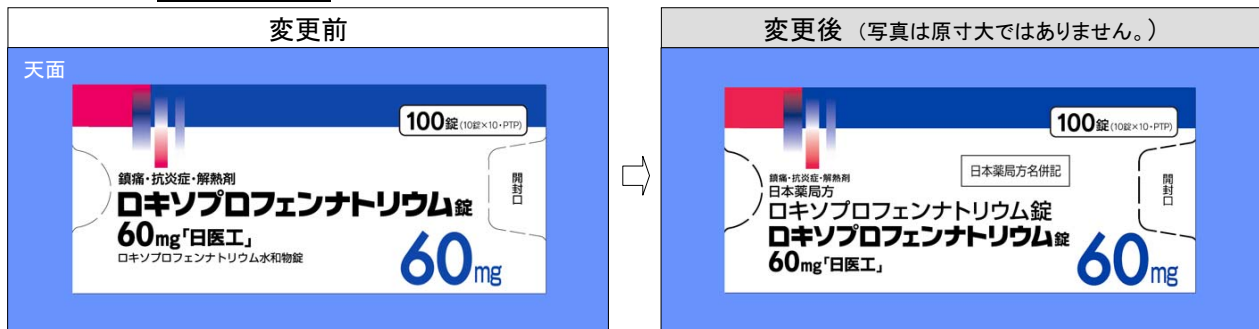 変更前
変更後 (写真は原寸大ではありません。)
天面
100錠(10錠×10・PTP)
鎮痛・抗炎症・解熱剤
ロキソプロフェンナトリウム錠
60mg「日医工」
ロキソプロフェンナトリウム水和物錠
60mg
開封口
100錠(10錠×10・PTP)
日本薬局方名併記
鎮痛・抗炎症・解熱剤
日本薬局方
ロキソプロフェンナトリウム錠
ロキソプロフェンナトリウム錠
60mg「日医工」
60mg
開封口